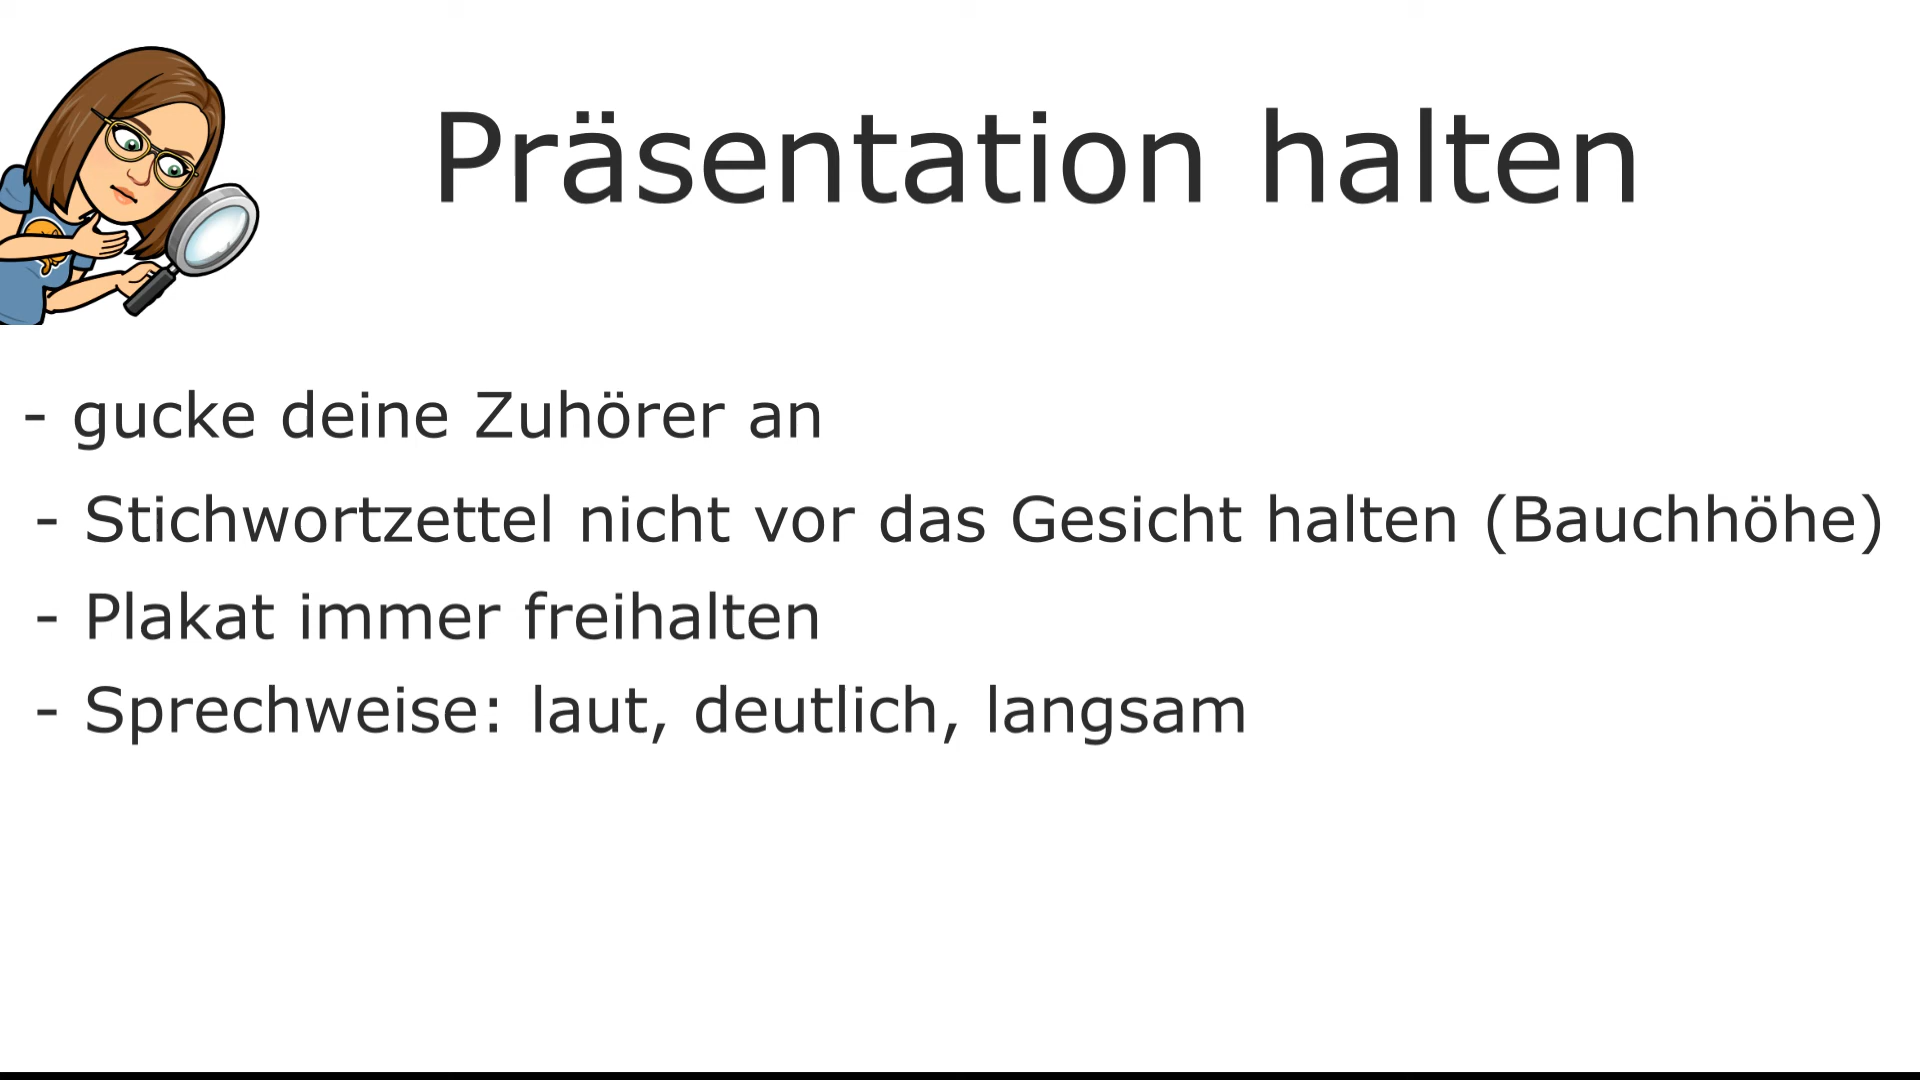 Präsentation halten
- gucke deine Zuhörer an
- Stichwortzettel nicht vor das Gesicht halten (Bauchhöhe)
- Plakat immer freihalten
- Sprechweise: laut, deutlich, langsam